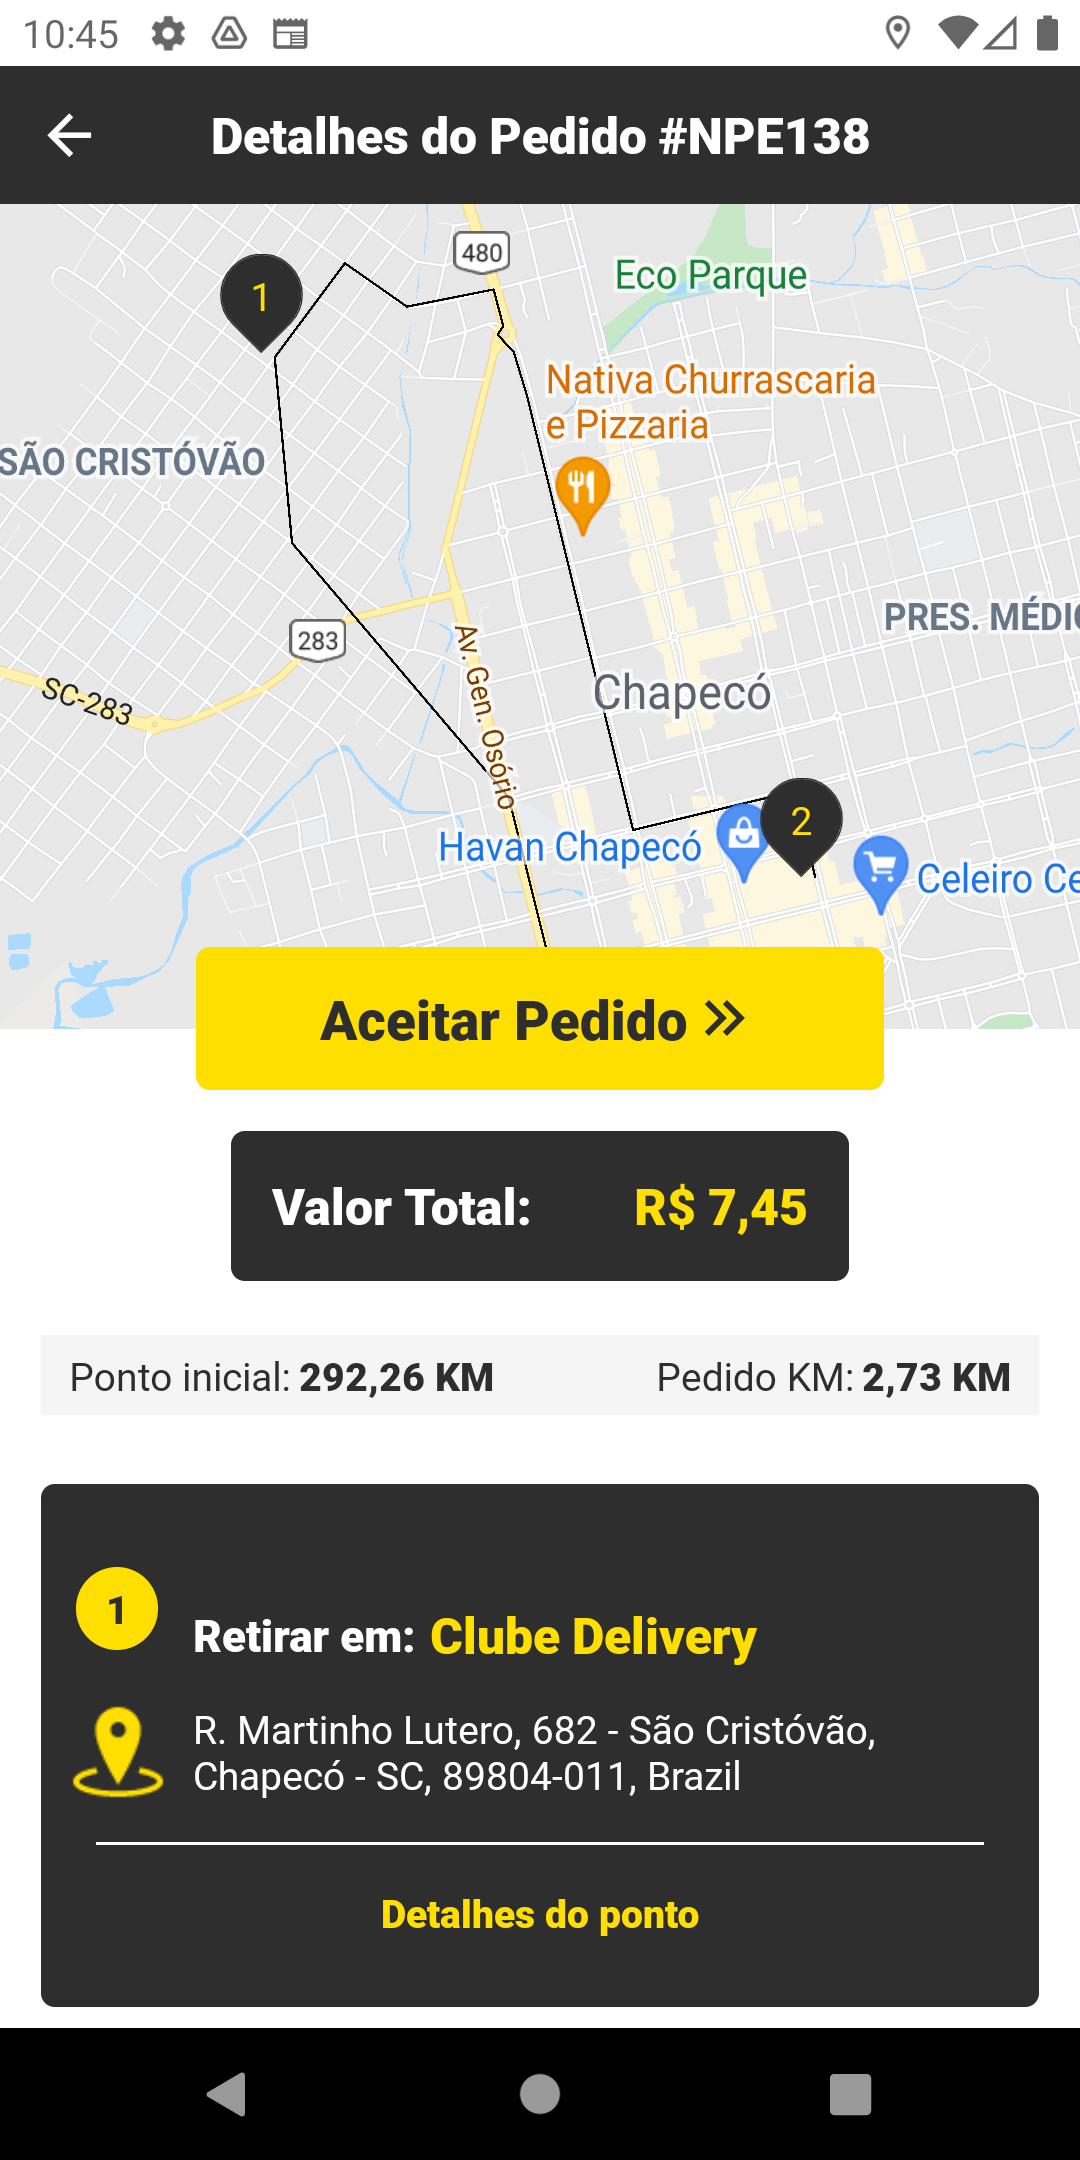 10:45
Detalhes do Pedido #NPE138
480
Eco Parque
1
Nativa Churrascaria
e Pizzaria
SÃO CRISTÓVÃO
PRES. MÉDIC
283
SC-283
Av. Gen. Osório
Chapecó
2
Havan Chapecó
Celeiro Ce
Aceitar Pedido
Valor Total: R$ 7,45
Ponto inicial: 292,26 KM Pedido KM: 2,73 KM
1
Retirar em: Clube Delivery
R. Martinho Lutero, 682 - São Cristóvão,
Chapecó - SC, 89804-011, Brazil
Detalhes do ponto